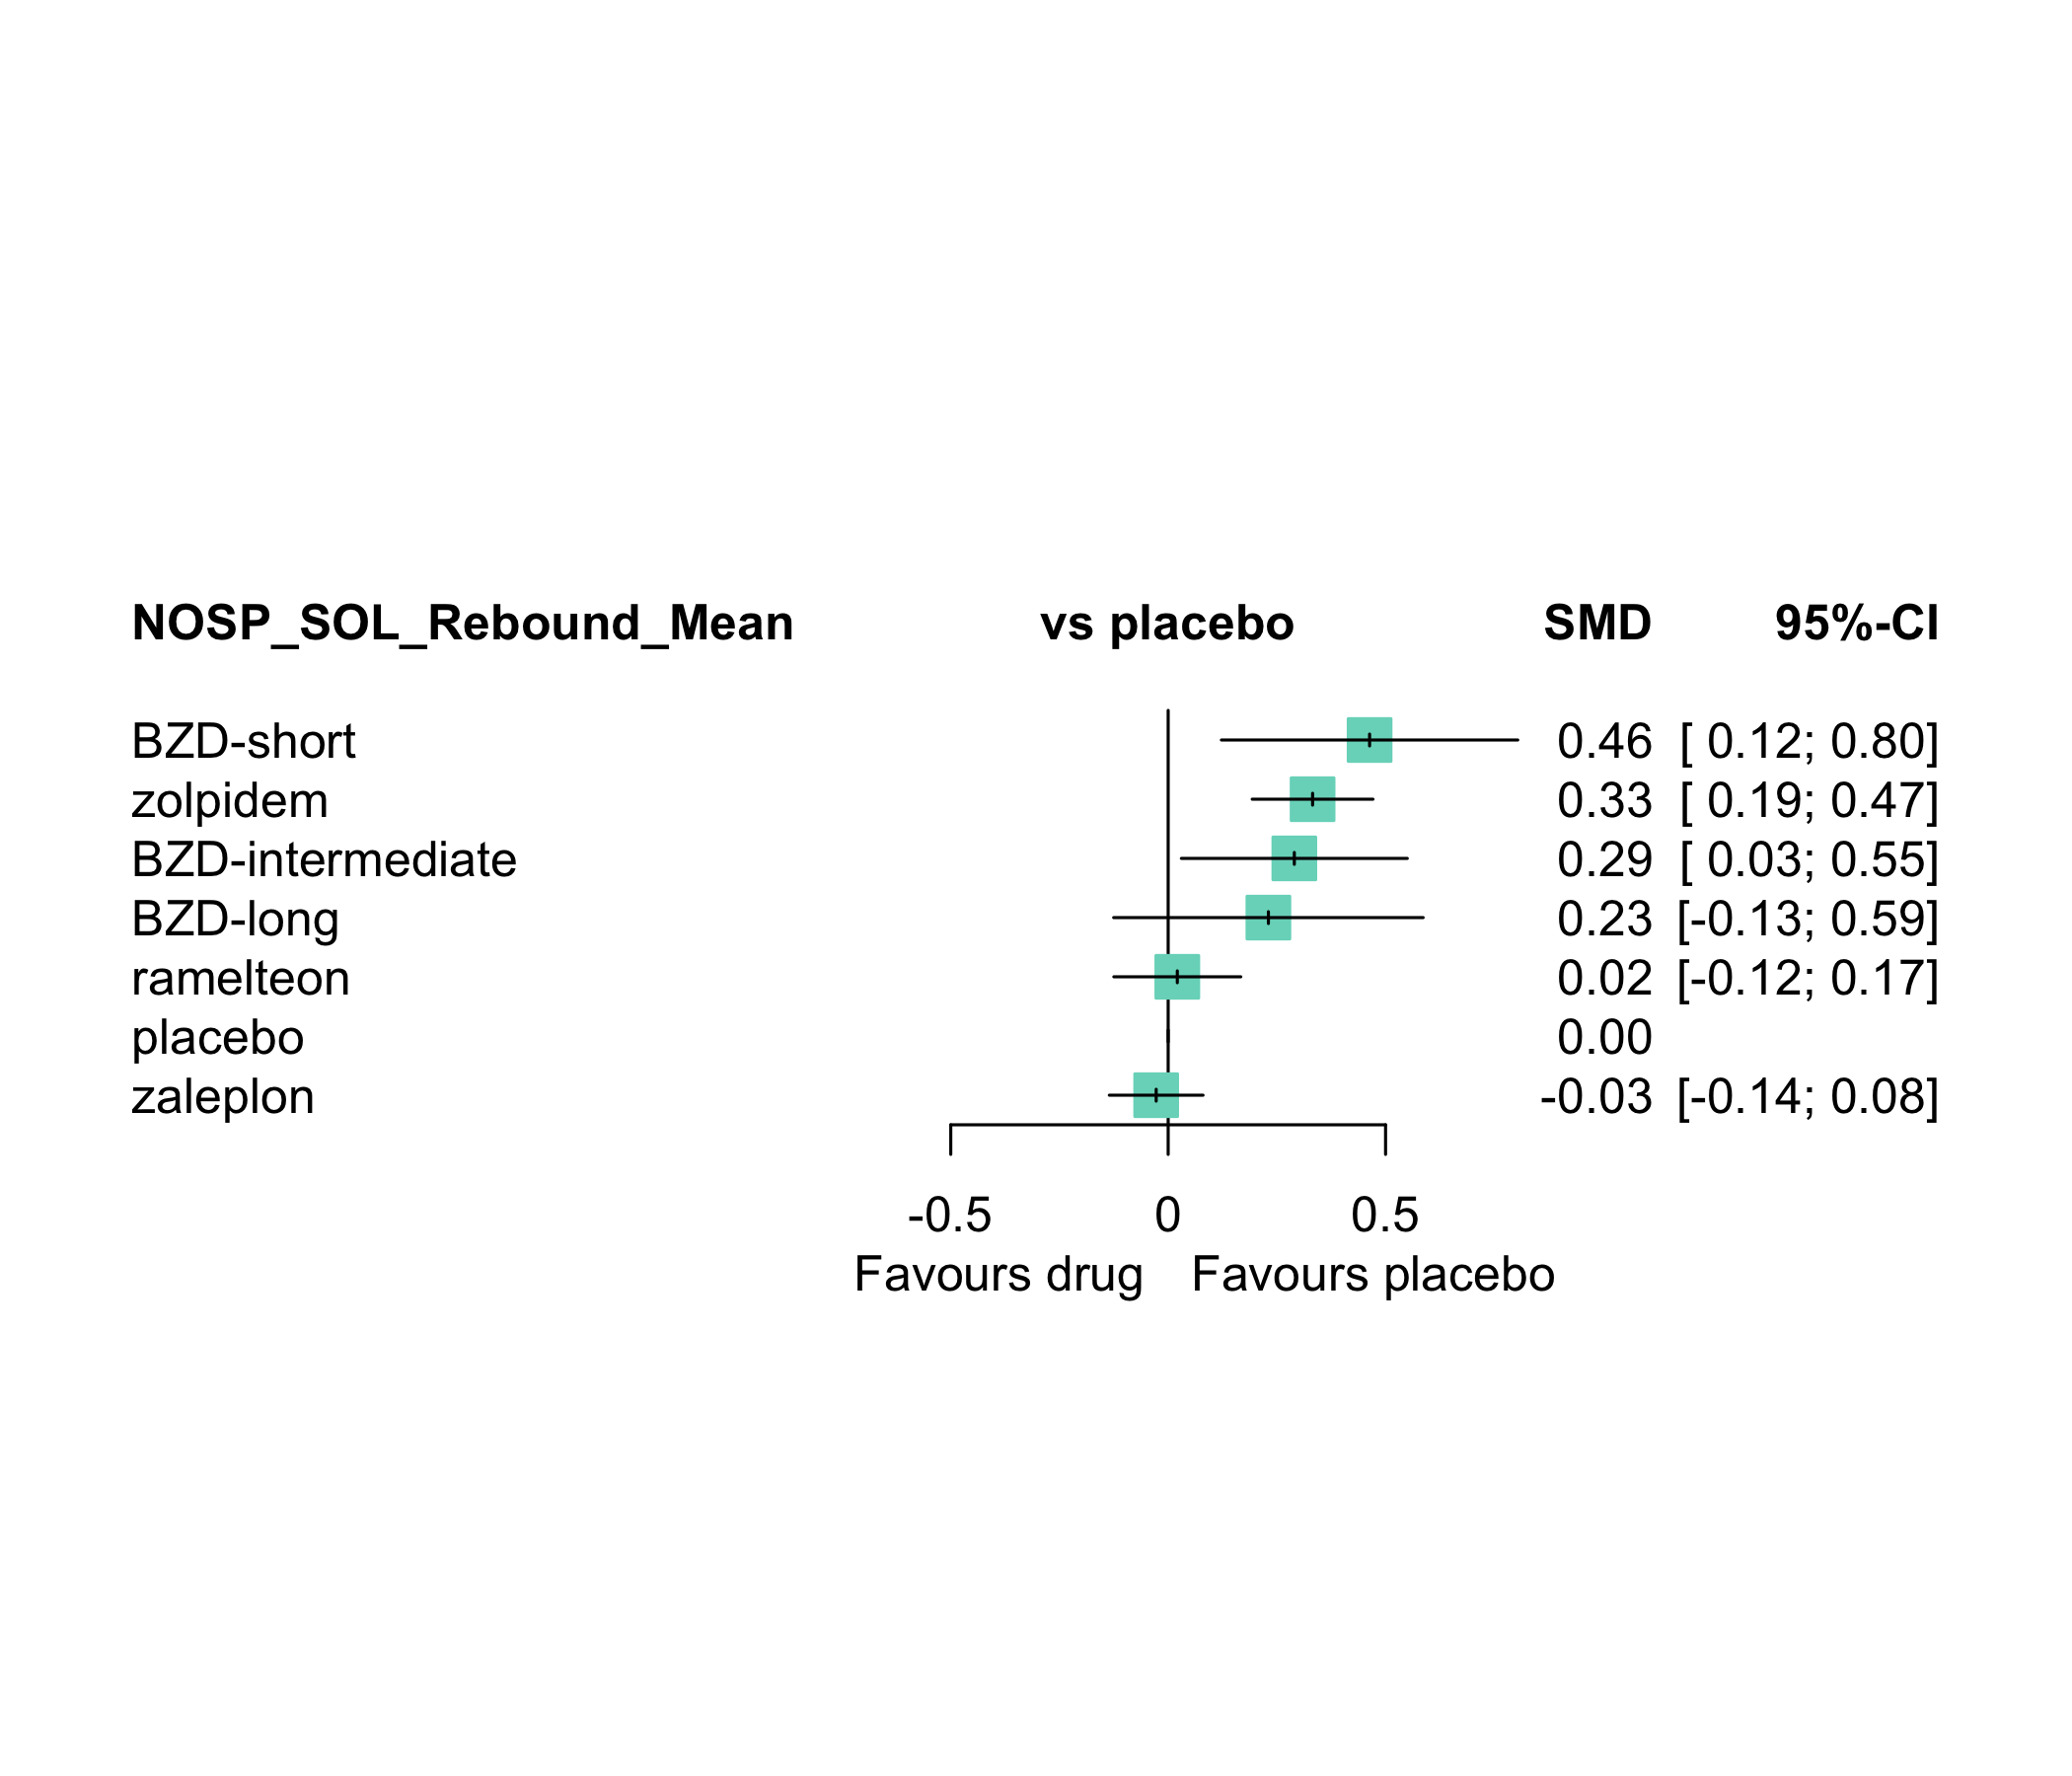 NOSP_SOL_Rebound_Mean vs placebo SMD 95%-CI
BZD-short 0.46 [ 0.12; 0.80]
zolpidem 0.33 [ 0.19; 0.47]
BZD-intermediate 0.29 [ 0.03; 0.55]
BZD-long 0.23 [-0.13; 0.59]
ramelteon 0.02 [-0.12; 0.17]
placebo 0.00
zaleplon -0.03 [-0.14; 0.08]
-0.5 0 0.5
Favours drug Favours placebo